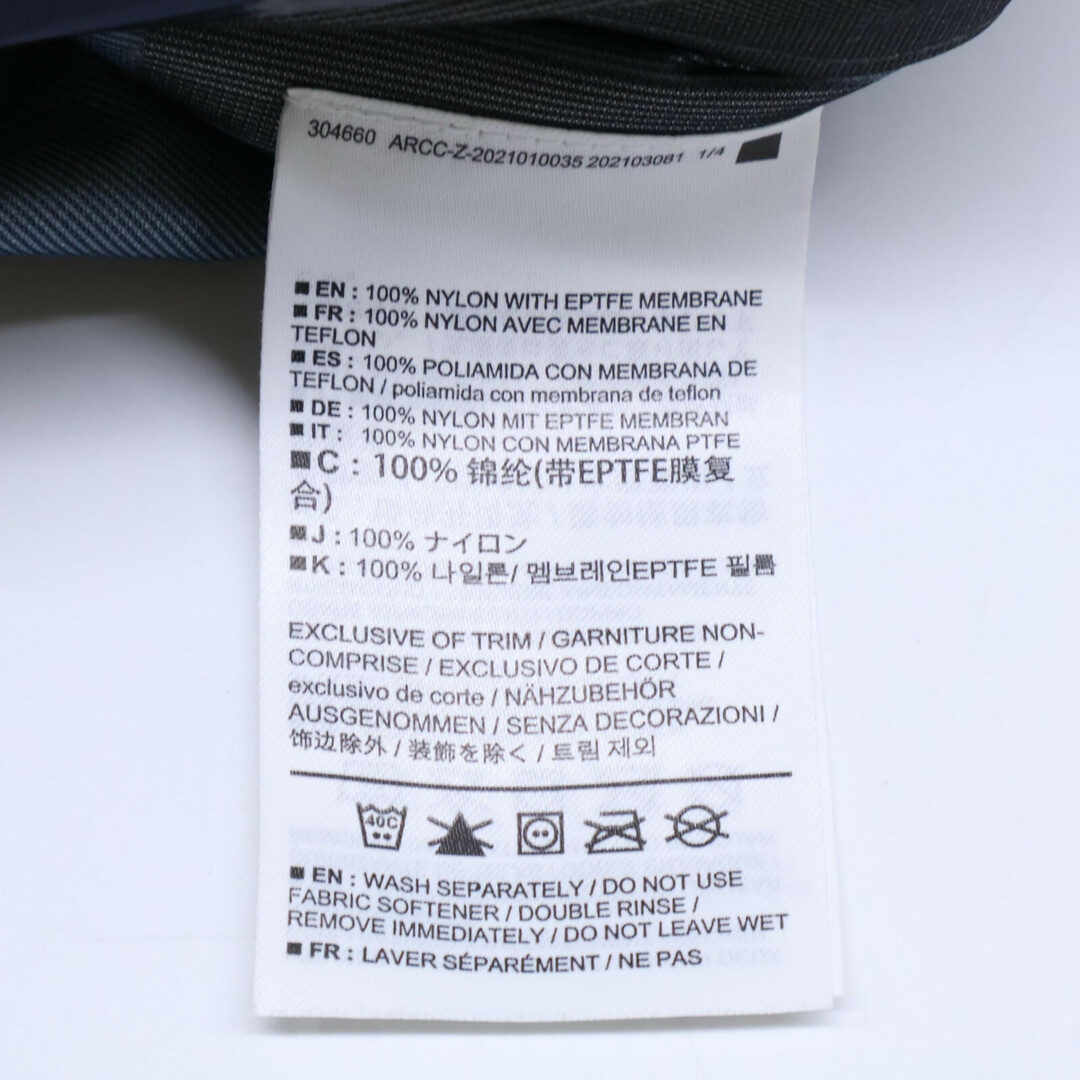 304660 ARCC-Z-2021010035 202103081 1/4
EN : 100% NYLON WITH EPTFE MEMBRANE
FR : 100% NYLON AVEC MEMBRANE EN
TEFLON
ES : 100% POLIAMIDA CON MEMBRANA DE
TEFLON / poliamida con membrana de teflon
DE : 100% NYLON MIT EPTFE MEMBRAN
IT : 100% NYLON CON MEMBRANA PTFE
C : 100% 锦纶(带EPTFE膜复
合)
J : 100% ナイロン
K : 100% 나일론/ 멤브레인EPTFE 필름
EXCLUSIVE OF TRIM / GARNITURE NON-
COMPRISE / EXCLUSIVO DE CORTE /
exclusivo de corte / NÄHZUBEHÖR
AUSGENOMMEN / SENZA DECORAZIONI /
饰边除外 / 装飾を除く / 트림 제외
40C
EN : WASH SEPARATELY / DO NOT USE
FABRIC SOFTENER / DOUBLE RINSE /
REMOVE IMMEDIATELY / DO NOT LEAVE WET
FR : LAVER SÉPARÉMENT / NE PAS